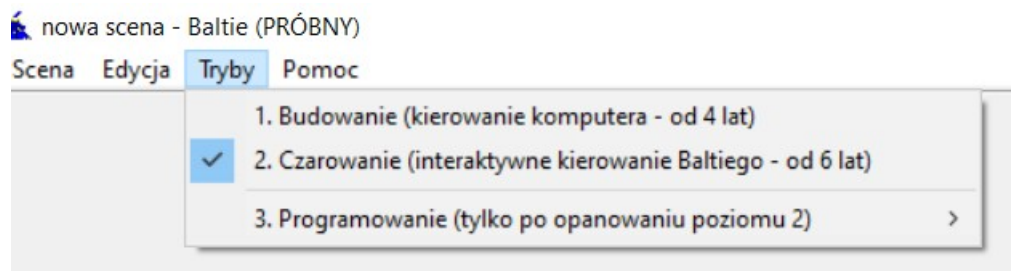 nowa scena - Baltie (PRÓBNY)
Scena Edycja Tryby Pomoc
1. Budowanie (kierowanie komputera - od 4 lat)
2. Czarowanie (interaktywne kierowanie Baltiego - od 6 lat)
3. Programowanie (tylko po opanowaniu poziomu 2)